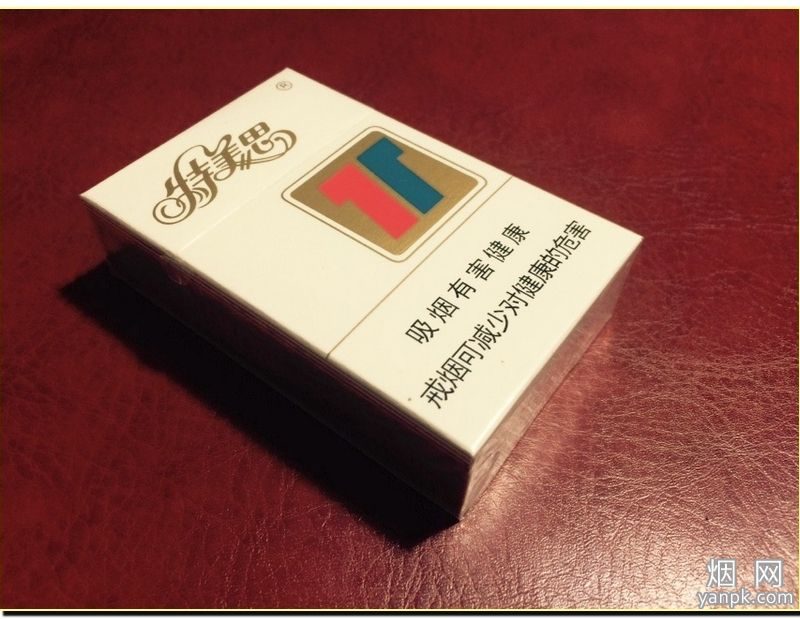 特美思
®
吸烟有害健康
戒烟可减少对健康的危害
烟 网
yanpk.com